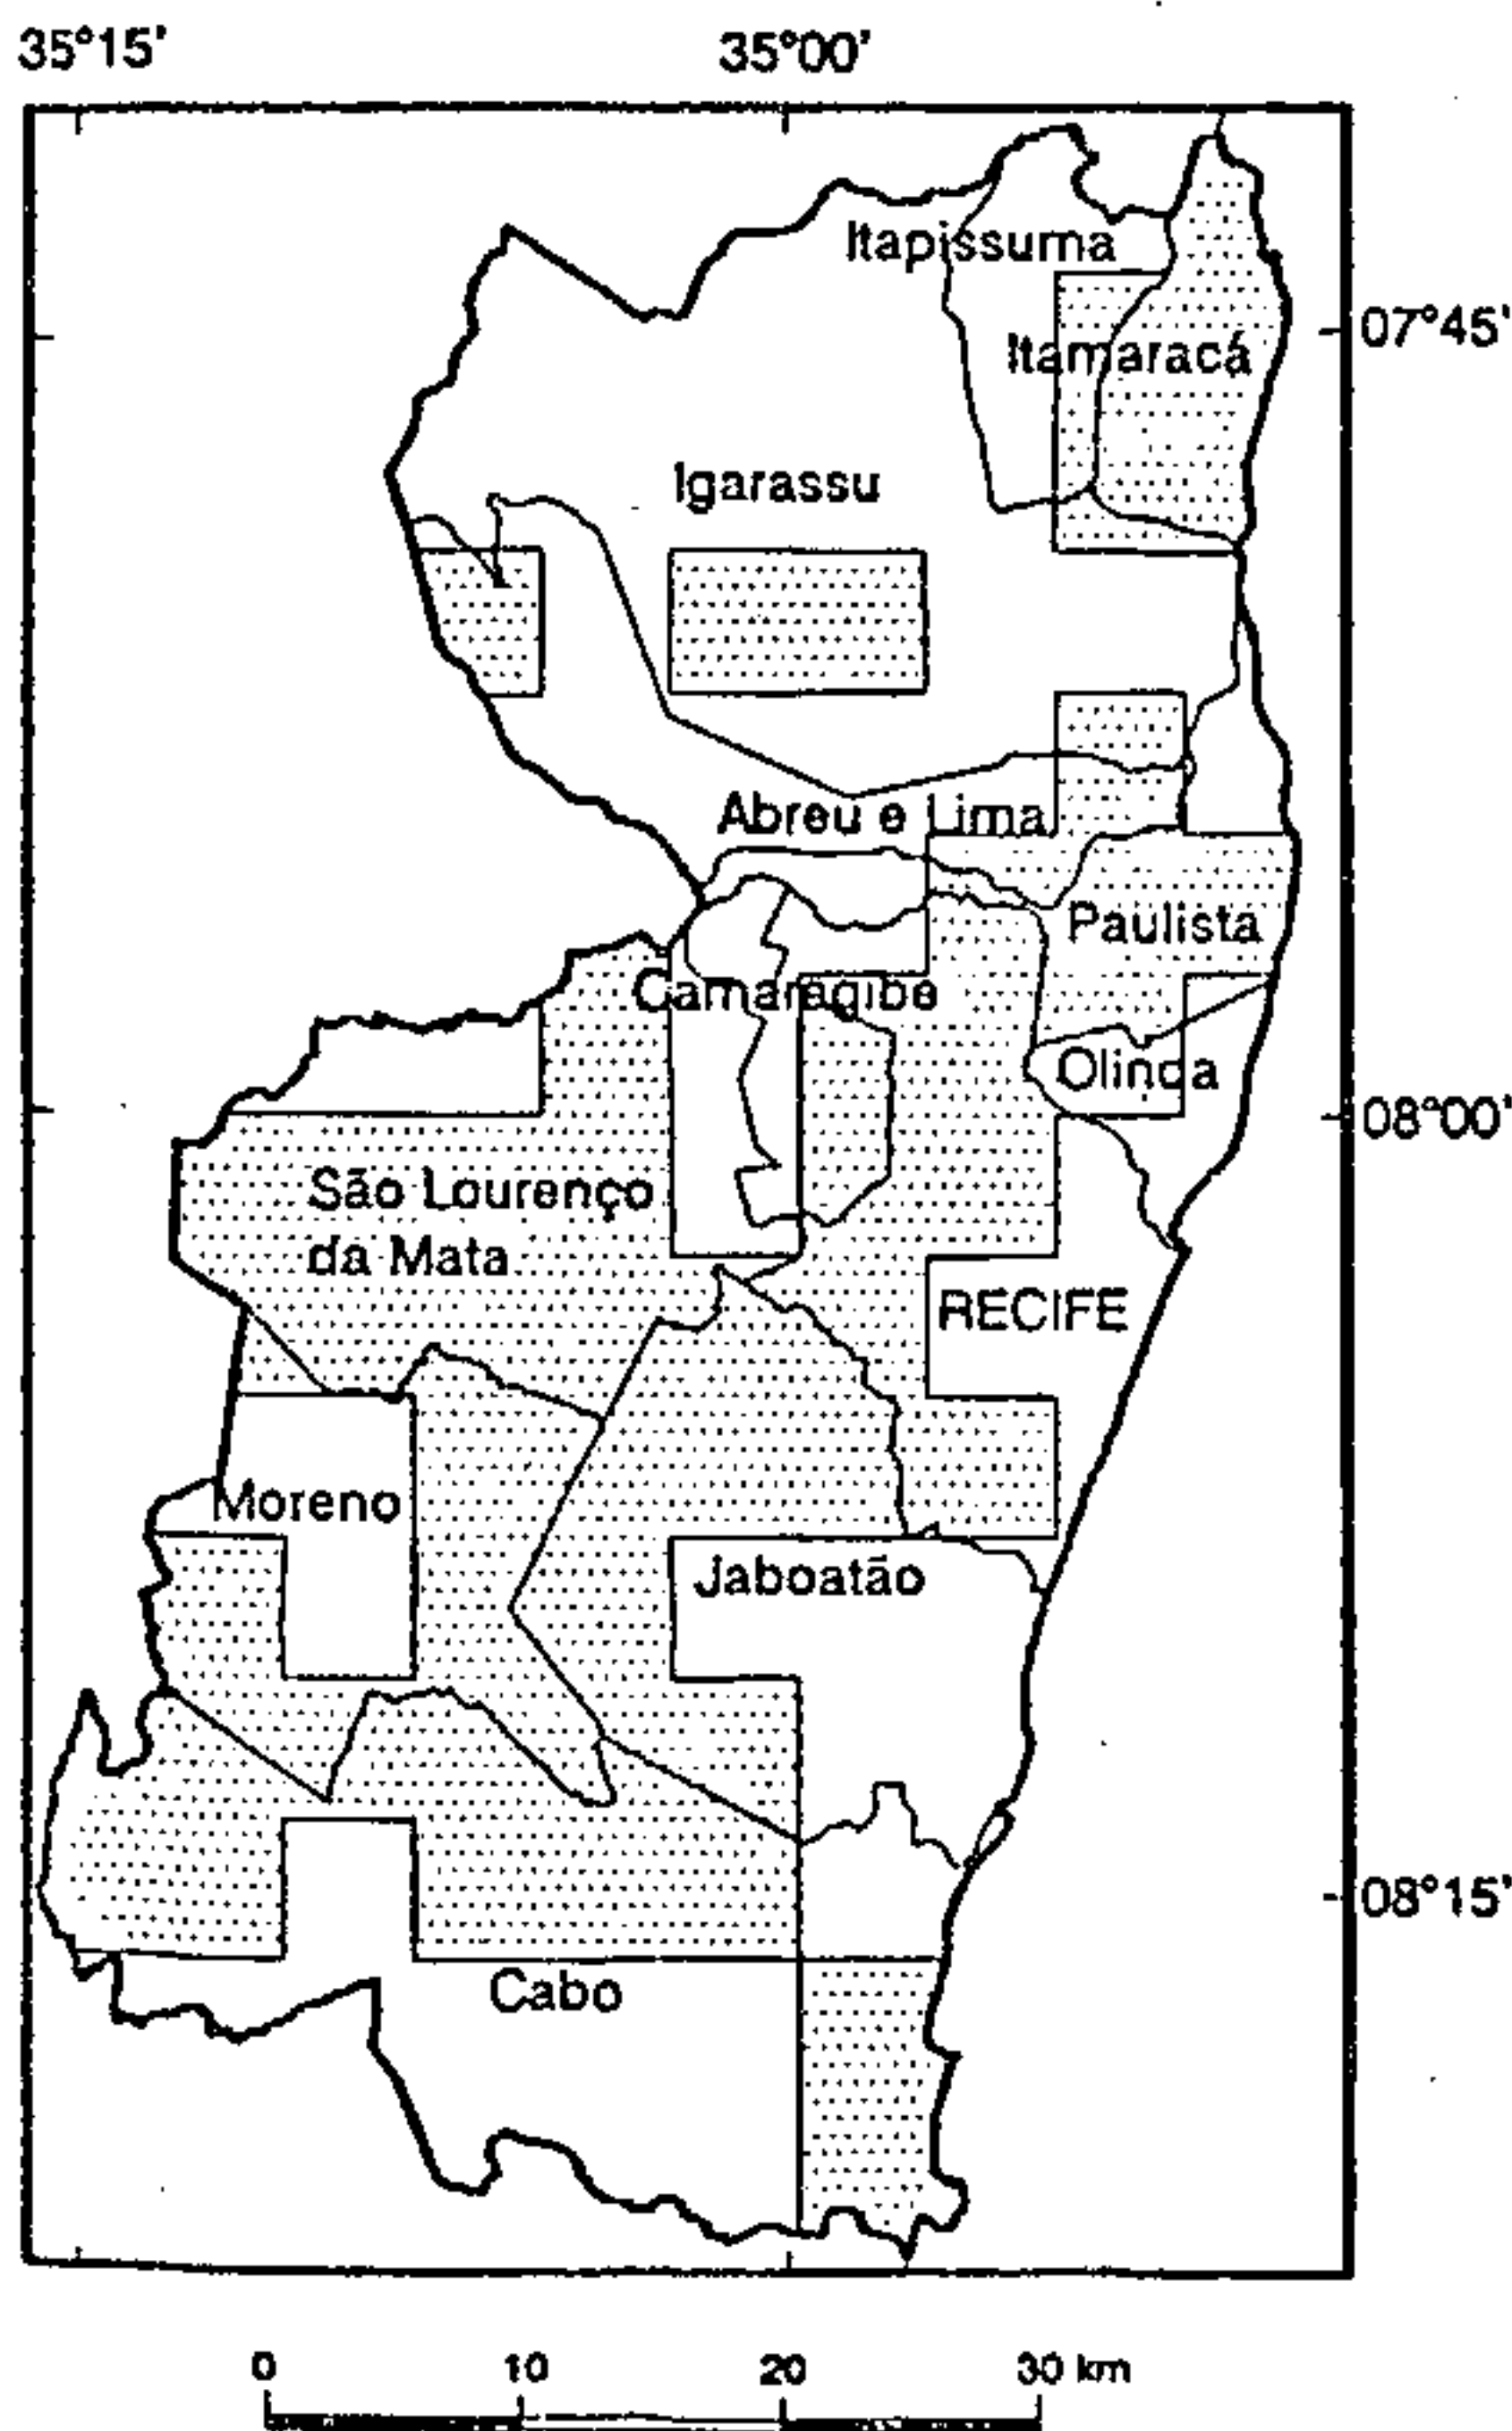 35°15' 35°00'
Itapissuma
07°45'
Itamaracá
Igarassu
Abreu e Lima
Paulista
Camaragibe
Olinda
08°00'
São Lourenço
da Mata
RECIFE
Moreno
Jaboatão
08°15'
Cabo
0 10 20 30 km